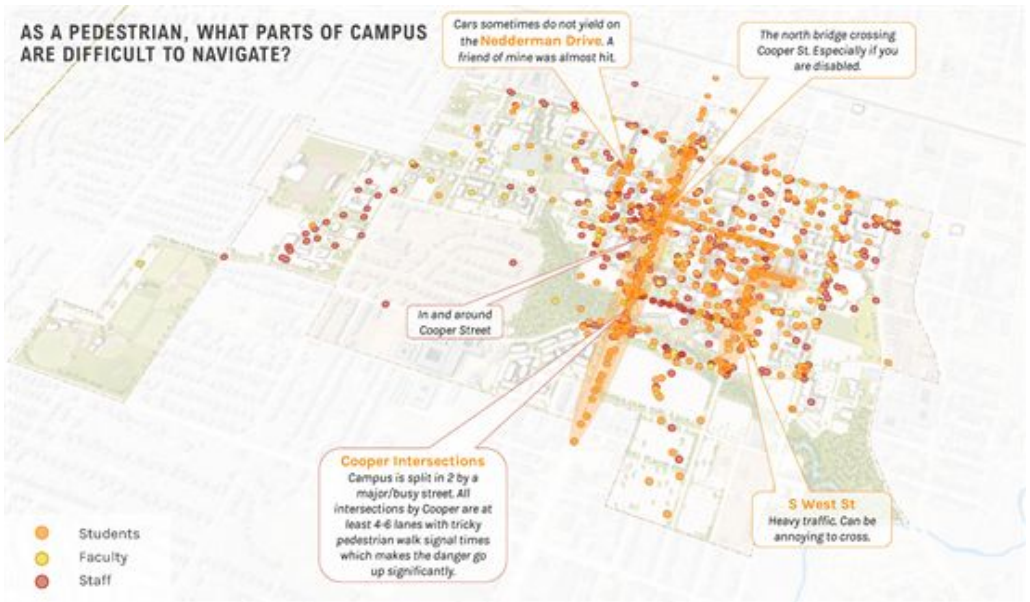 AS A PEDESTRIAN, WHAT PARTS OF CAMPUS
ARE DIFFICULT TO NAVIGATE?
Cars sometimes do not yield on
the Nedderman Drive. A
friend of mine was almost hit.
The north bridge crossing
Cooper St. Especially if you
are disabled.
In and around
Cooper Street
Cooper Intersections
Campus is split in 2 by a
major/busy street. All
intersections by Cooper are at
least 4-6 lanes with tricky
pedestrian walk signal times
which makes the danger go
up significantly.
S West St
Heavy traffic. Can be
annoying to cross.
Students
Faculty
Staff